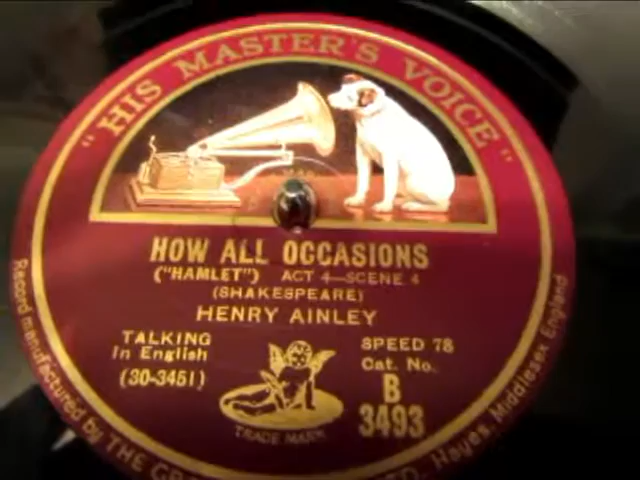 "HIS MASTER'S VOICE"
HOW ALL OCCASIONS
("HAMLET") ACT 4—SCENE 4
(SHAKESPEARE)
HENRY AINLEY
TALKING
In English
(30-3451)
SPEED 78
Cat. No.
B
3493
TRADE MARK
Record manufactured by THE Hayes, Middlesex England